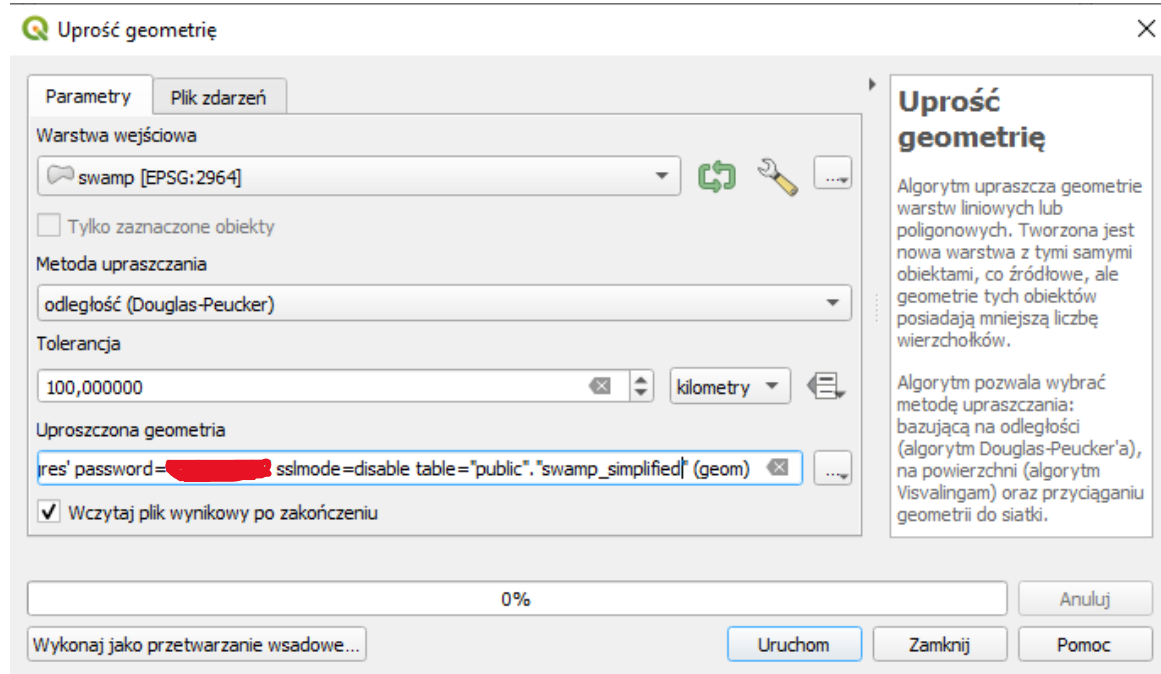 Uprość geometrię
Parametry
Plik zdarzeń
Warstwa wejściowa
swamp [EPSG:2964]
...
Tylko zaznaczone obiekty
Metoda upraszczania
odległość (Douglas-Peucker)
Tolerancja
100,000000
kilometry
Uproszczona geometria
res' password= sslmode=disable table="public"."swamp_simplified" (geom)
...
Wczytaj plik wynikowy po zakończeniu
Uprość
geometrię
Algorytm upraszcza geometrie
warstw liniowych lub
poligonowych. Tworzona jest
nowa warstwa z tymi samymi
obiektami, co źródłowe, ale
geometrie tych obiektów
posiadają mniejszą liczbę
wierzchołków.
Algorytm pozwala wybrać
metodę upraszczania:
bazującą na odległości
(algorytm Douglas-Peucker'a),
na powierzchni (algorytm
Visvalingam) oraz przyciąganiu
geometrii do siatki.
0%
Anuluj
Wykonaj jako przetwarzanie wsadowe...
Uruchom
Zamknij
Pomoc